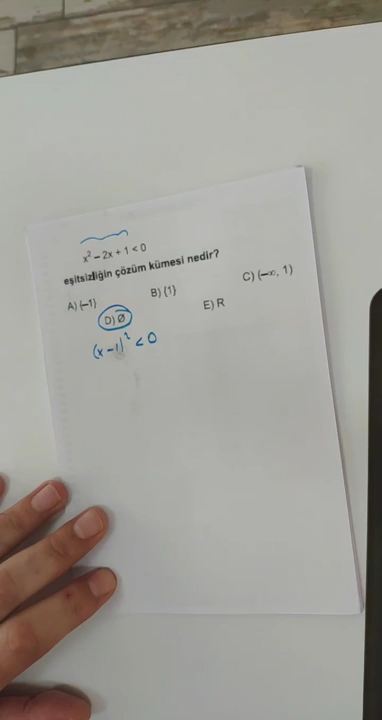 x² – 2x + 1 < 0
eşitsizliğin çözüm kümesi nedir?
A) {–1}
B) {1}
C) (–∞, 1)
D) Ø
E) R
(x – 1)² < 0